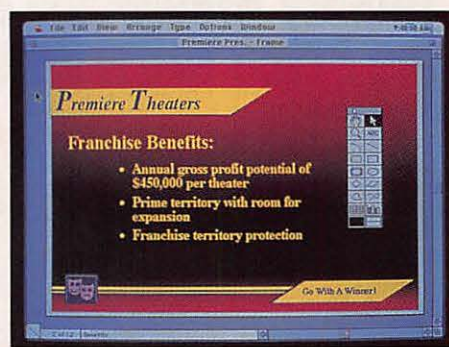 File Edit View Arrange Type Options Window
Premiere Pres. - Frame
Premiere Theaters
Franchise Benefits:
• Annual gross profit potential of
$450,000 per theater
• Prime territory with room for
expansion
• Franchise territory protection
ABC
Go With A Winner!